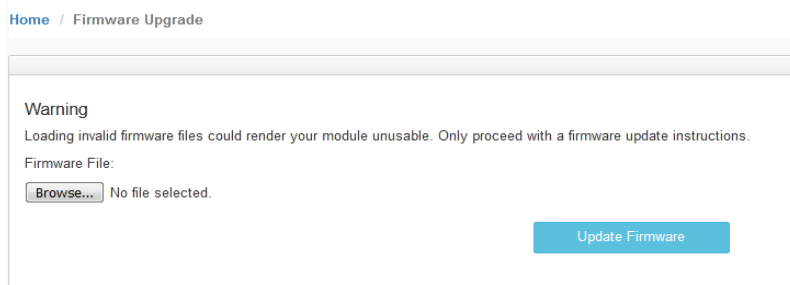 Home / Firmware Upgrade
Warning
Loading invalid firmware files could render your module unusable. Only proceed with a firmware update instructions.
Firmware File:
Browse... No file selected.
Update Firmware